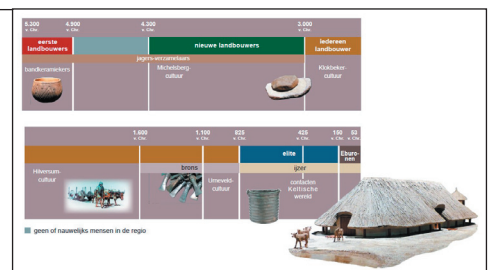 5.300 4.900 4.300 3.000
v. Chr. v. Chr. v. Chr. v. Chr.
eerste landbouwers
nieuwe landbouwers
iedereen landbouwer
jagers-verzamelaars
bandkeramiekers
Michelsberg-
cultuur
Klokbeker-
cultuur
1.600 1.100 825 425 150 53
v. Chr. v. Chr. v. Chr. v. Chr. v. Chr. v. Chr.
elite
Eburo-
nen
brons
ijzer
Hilversum-
cultuur
Urneveld-
cultuur
contacten
Keltische
wereld
geen of nauwelijks mensen in de regio